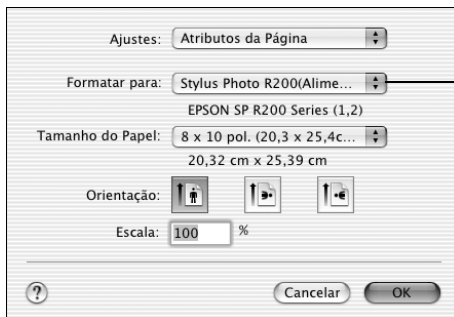 Ajustes: Atributos da Página
Formatar para: Stylus Photo R200(Alime...
EPSON SP R200 Series (1,2)
Tamanho do Papel: 8 x 10 pol. (20,3 x 25,4c...
20,32 cm x 25,39 cm
Orientação:
Escala: 100 %
? Cancelar OK